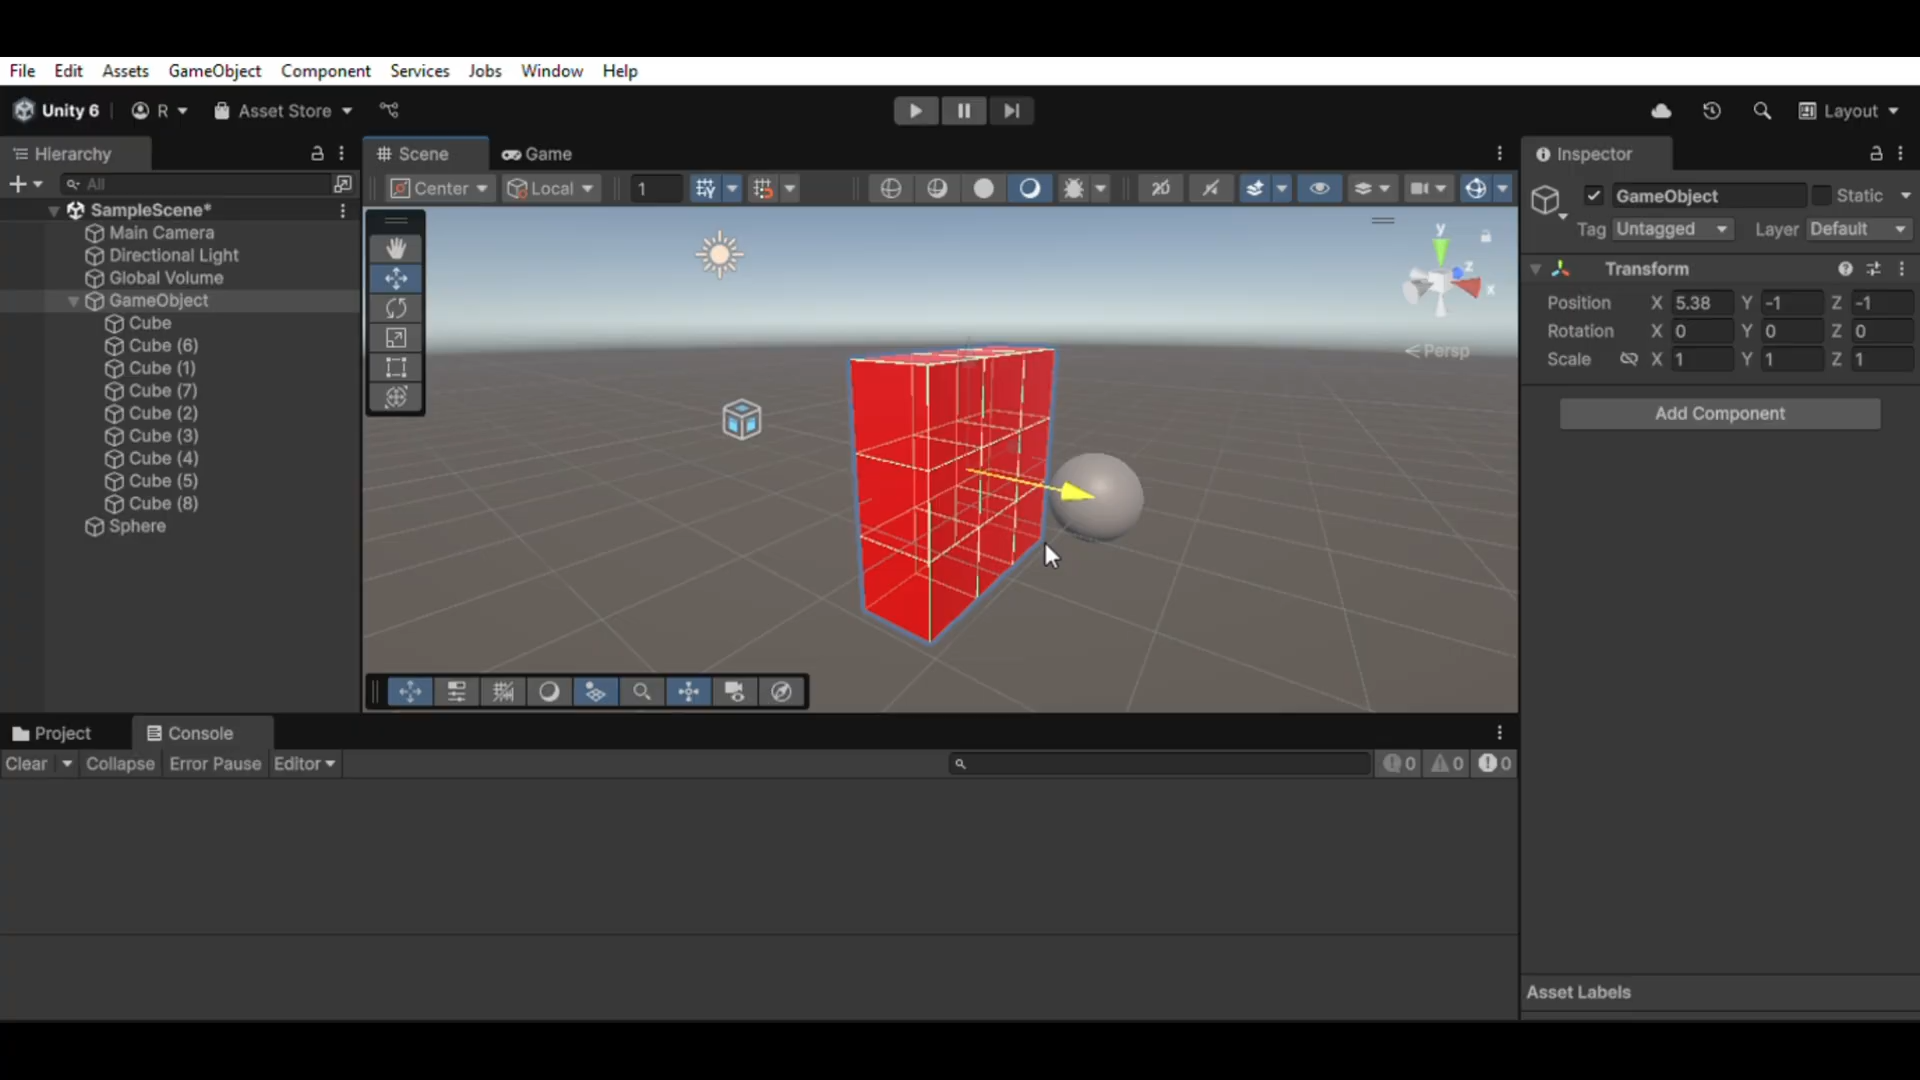 File Edit Assets GameObject Component Services Jobs Window Help
Unity 6 R Asset Store Layout
Hierarchy
All
SampleScene*
Main Camera
Directional Light
Global Volume
GameObject
Cube
Cube (6)
Cube (1)
Cube (7)
Cube (2)
Cube (3)
Cube (4)
Cube (5)
Cube (8)
Sphere
Scene Game
Center Local 1 2D
y
z
x
Persp
Inspector
GameObject Static
Tag Untagged Layer Default
Transform
Position X 5.38 Y -1 Z -1
Rotation X 0 Y 0 Z 0
Scale X 1 Y 1 Z 1
Add Component
Project Console
Clear Collapse Error Pause Editor 0 0 0
Asset Labels